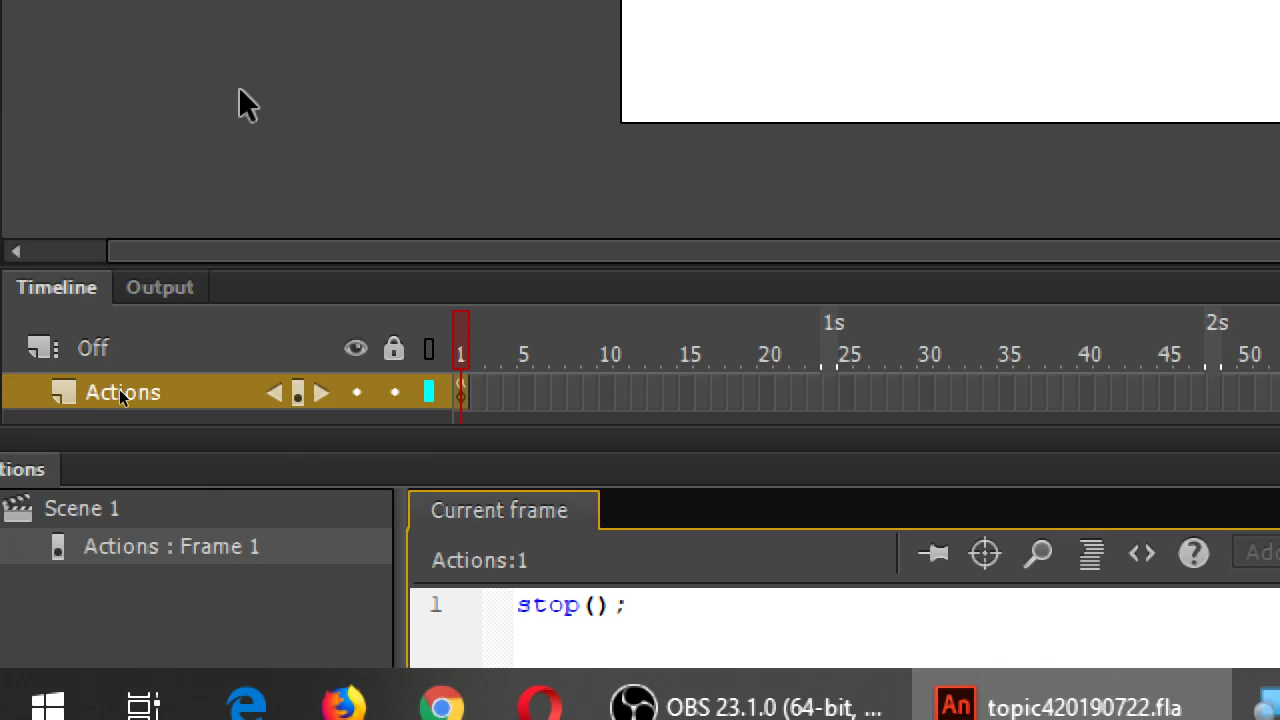 Timeline Output
1s 2s
Off 1 5 10 15 20 25 30 35 40 45 50
Actions
tions
Scene 1
Actions : Frame 1
Current frame
Actions:1
Add
1 stop();
OBS 23.1.0 (64-bit, ...
An topic420190722.fla